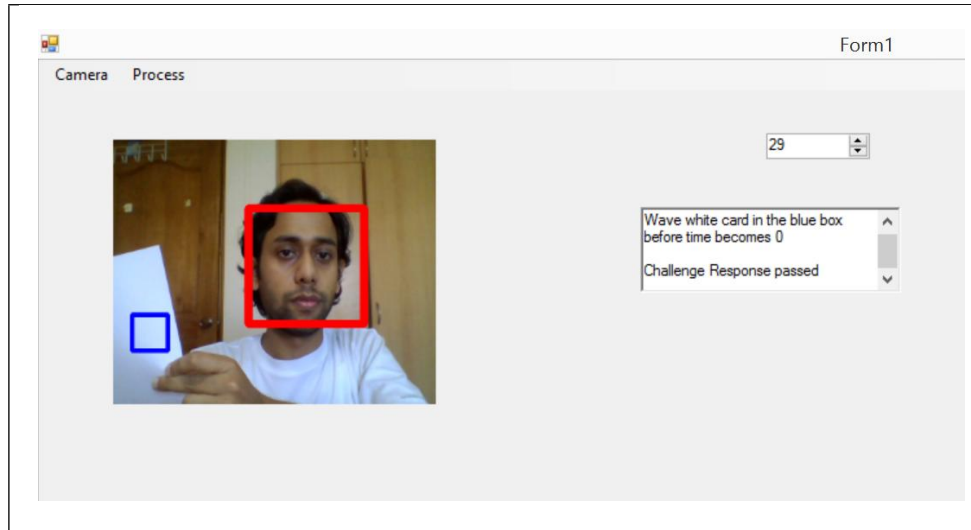 Form1
Camera Process
29
Wave white card in the blue box
before time becomes 0
Challenge Response passed